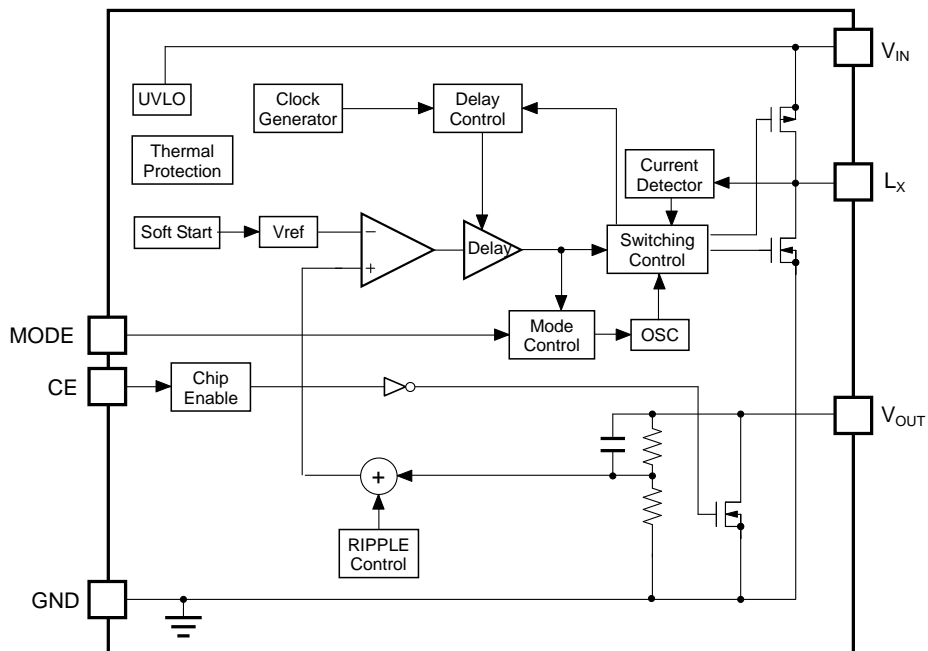 V_IN
UVLO
Clock
Generator
Delay
Control
Thermal
Protection
Current
Detector
L_X
Soft Start
Vref
−
+
Delay
Switching
Control
MODE
Mode
Control
OSC
CE
Chip
Enable
V_OUT
+
RIPPLE
Control
GND